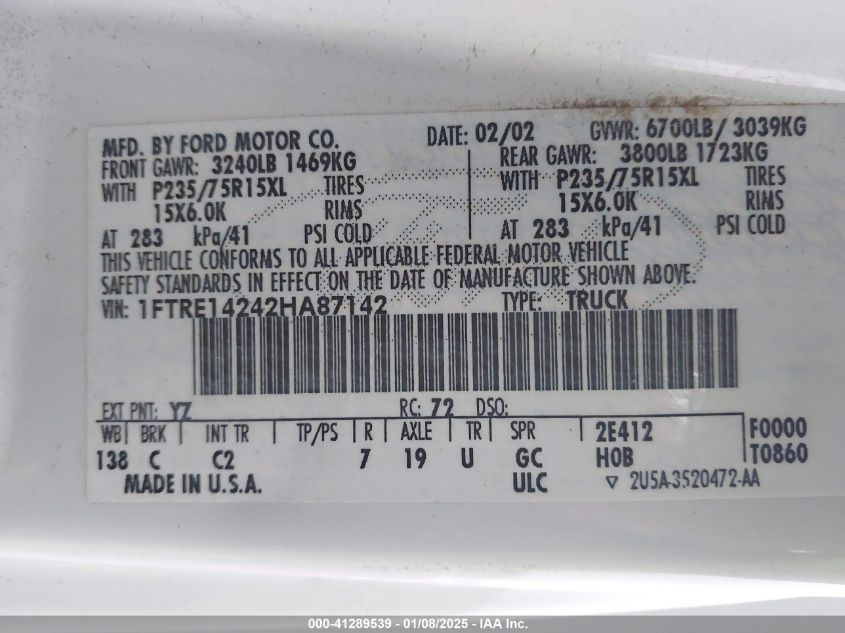 MFD. BY FORD MOTOR CO. DATE: 02/02 GVWR: 6700LB/ 3039KG
FRONT GAWR: 3240LB 1469KG REAR GAWR: 3800LB 1723KG
WITH P235/75R15XL TIRES WITH P235/75R15XL TIRES
15X6.0K RIMS 15X6.0K RIMS
AT 283 kPa/41 PSI COLD AT 283 kPa/41 PSI COLD
THIS VEHICLE CONFORMS TO ALL APPLICABLE FEDERAL MOTOR VEHICLE
SAFETY STANDARDS IN EFFECT ON THE DATE OF MANUFACTURE SHOWN ABOVE.
VIN: 1FTRE14242HA87142 TYPE: TRUCK
EXT PNT: YZ RC: 72 DSO:
WB BRK INT TR TP/PS R AXLE TR SPR 2E412 F0000
138 C C2 7 19 U GC HOB T0860
MADE IN U.S.A. ULC ▽ 2U5A-3520472-AA
000-41289539 - 01/08/2025 - IAA Inc.